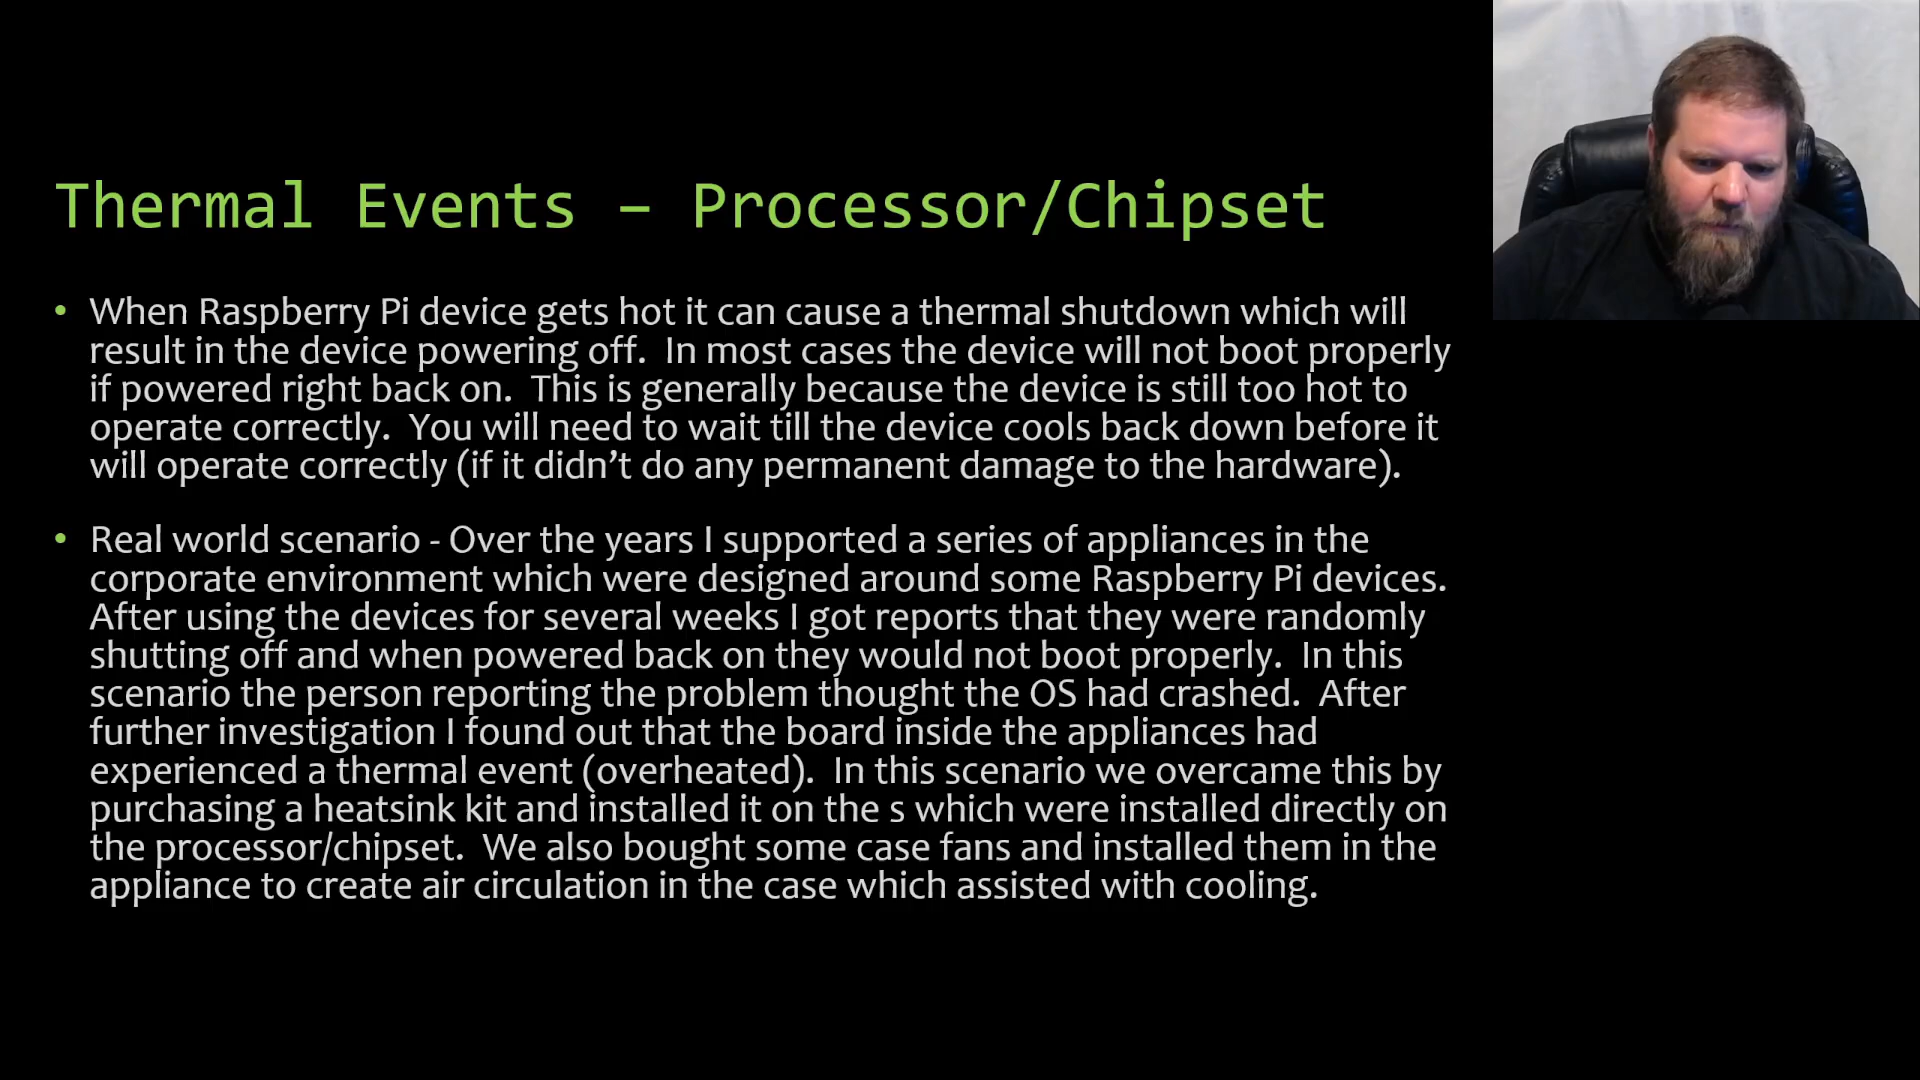 Thermal Events – Processor/Chipset
• When Raspberry Pi device gets hot it can cause a thermal shutdown which will
result in the device powering off.  In most cases the device will not boot properly
if powered right back on.  This is generally because the device is still too hot to
operate correctly.  You will need to wait till the device cools back down before it
will operate correctly (if it didn’t do any permanent damage to the hardware).
• Real world scenario - Over the years I supported a series of appliances in the
corporate environment which were designed around some Raspberry Pi devices.
After using the devices for several weeks I got reports that they were randomly
shutting off and when powered back on they would not boot properly.  In this
scenario the person reporting the problem thought the OS had crashed.  After
further investigation I found out that the board inside the appliances had
experienced a thermal event (overheated).  In this scenario we overcame this by
purchasing a heatsink kit and installed it on the s which were installed directly on
the processor/chipset.  We also bought some case fans and installed them in the
appliance to create air circulation in the case which assisted with cooling.